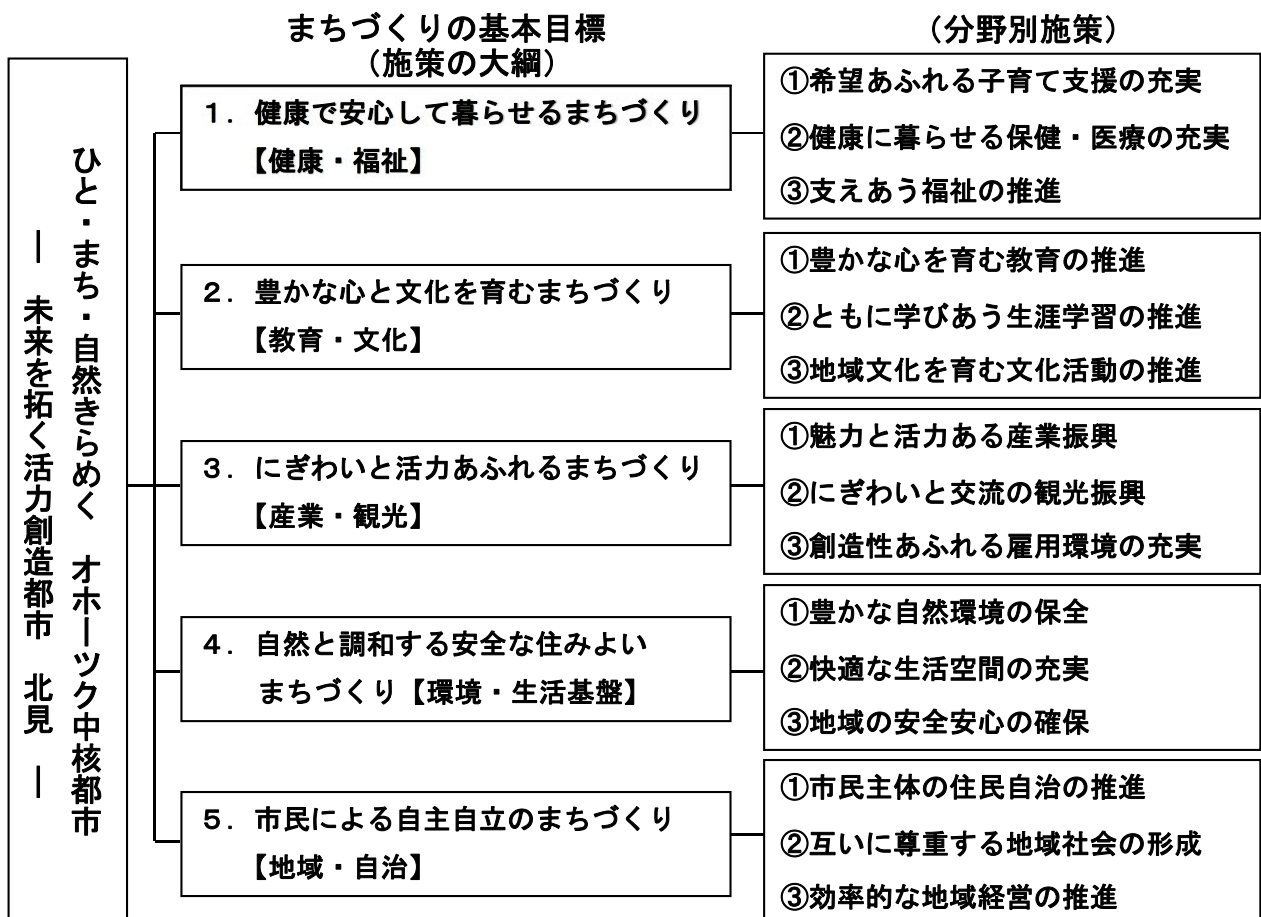 まちづくりの基本目標
(施策の大綱)
(分野別施策)
ひと・まち・自然きらめく オホーツク中核都市
― 未来を拓く活力創造都市 北見 ―
1. 健康で安心して暮らせるまちづくり
【健康・福祉】
①希望あふれる子育て支援の充実
②健康に暮らせる保健・医療の充実
③支えあう福祉の推進
2. 豊かな心と文化を育むまちづくり
【教育・文化】
①豊かな心を育む教育の推進
②ともに学びあう生涯学習の推進
③地域文化を育む文化活動の推進
3. にぎわいと活力あふれるまちづくり
【産業・観光】
①魅力と活力ある産業振興
②にぎわいと交流の観光振興
③創造性あふれる雇用環境の充実
4. 自然と調和する安全な住みよい
まちづくり【環境・生活基盤】
①豊かな自然環境の保全
②快適な生活空間の充実
③地域の安全安心の確保
5. 市民による自主自立のまちづくり
【地域・自治】
①市民主体の住民自治の推進
②互いに尊重する地域社会の形成
③効率的な地域経営の推進